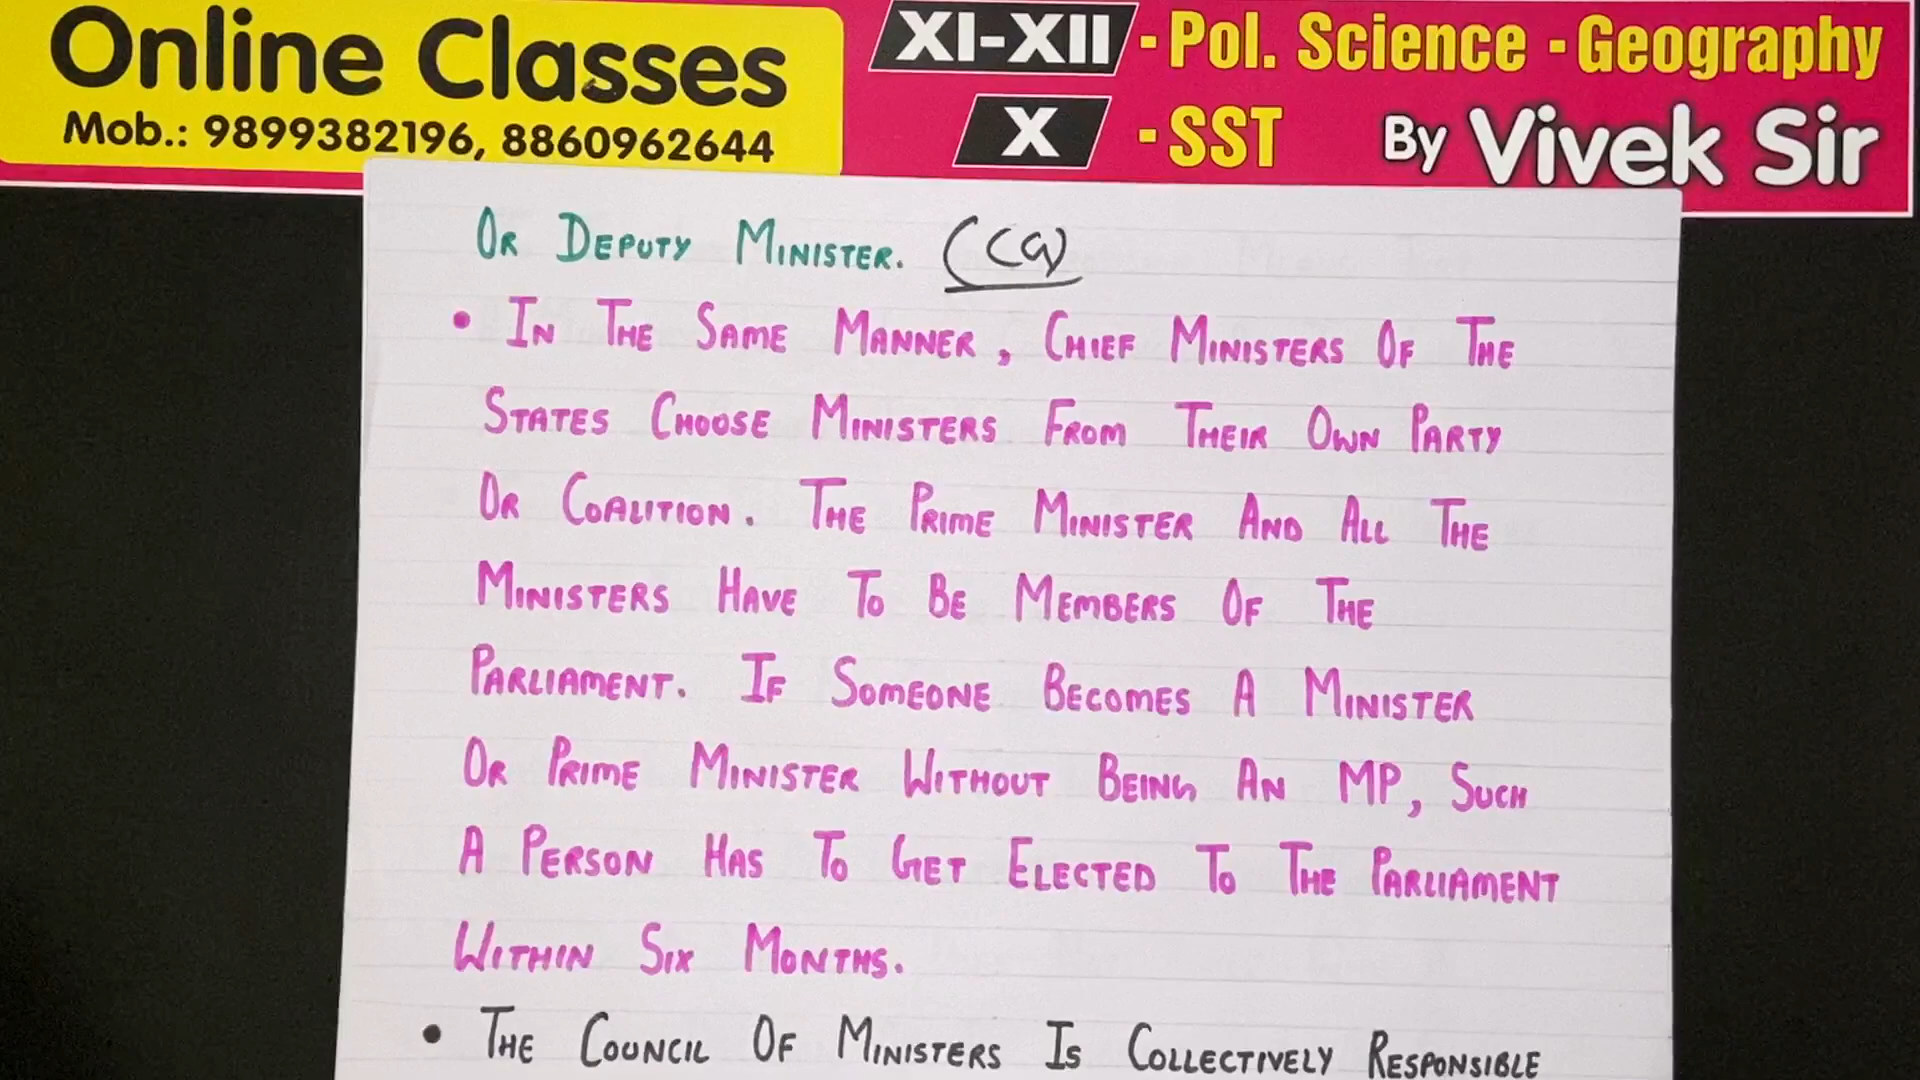 Online Classes
Mob.: 9899382196, 8860962644
XI-XII - Pol. Science - Geography
X - SST By Vivek Sir
OR DEPUTY MINISTER. (CG)
• IN THE SAME MANNER, CHIEF MINISTERS OF THE
STATES CHOOSE MINISTERS FROM THEIR OWN PARTY
OR COALITION. THE PRIME MINISTER AND ALL THE
MINISTERS HAVE TO BE MEMBERS OF THE
PARLIAMENT. IF SOMEONE BECOMES A MINISTER
OR PRIME MINISTER WITHOUT BEING AN MP, SUCH
A PERSON HAS TO GET ELECTED TO THE PARLIAMENT
WITHIN SIX MONTHS.
• THE COUNCIL OF MINISTERS IS COLLECTIVELY RESPONSIBLE